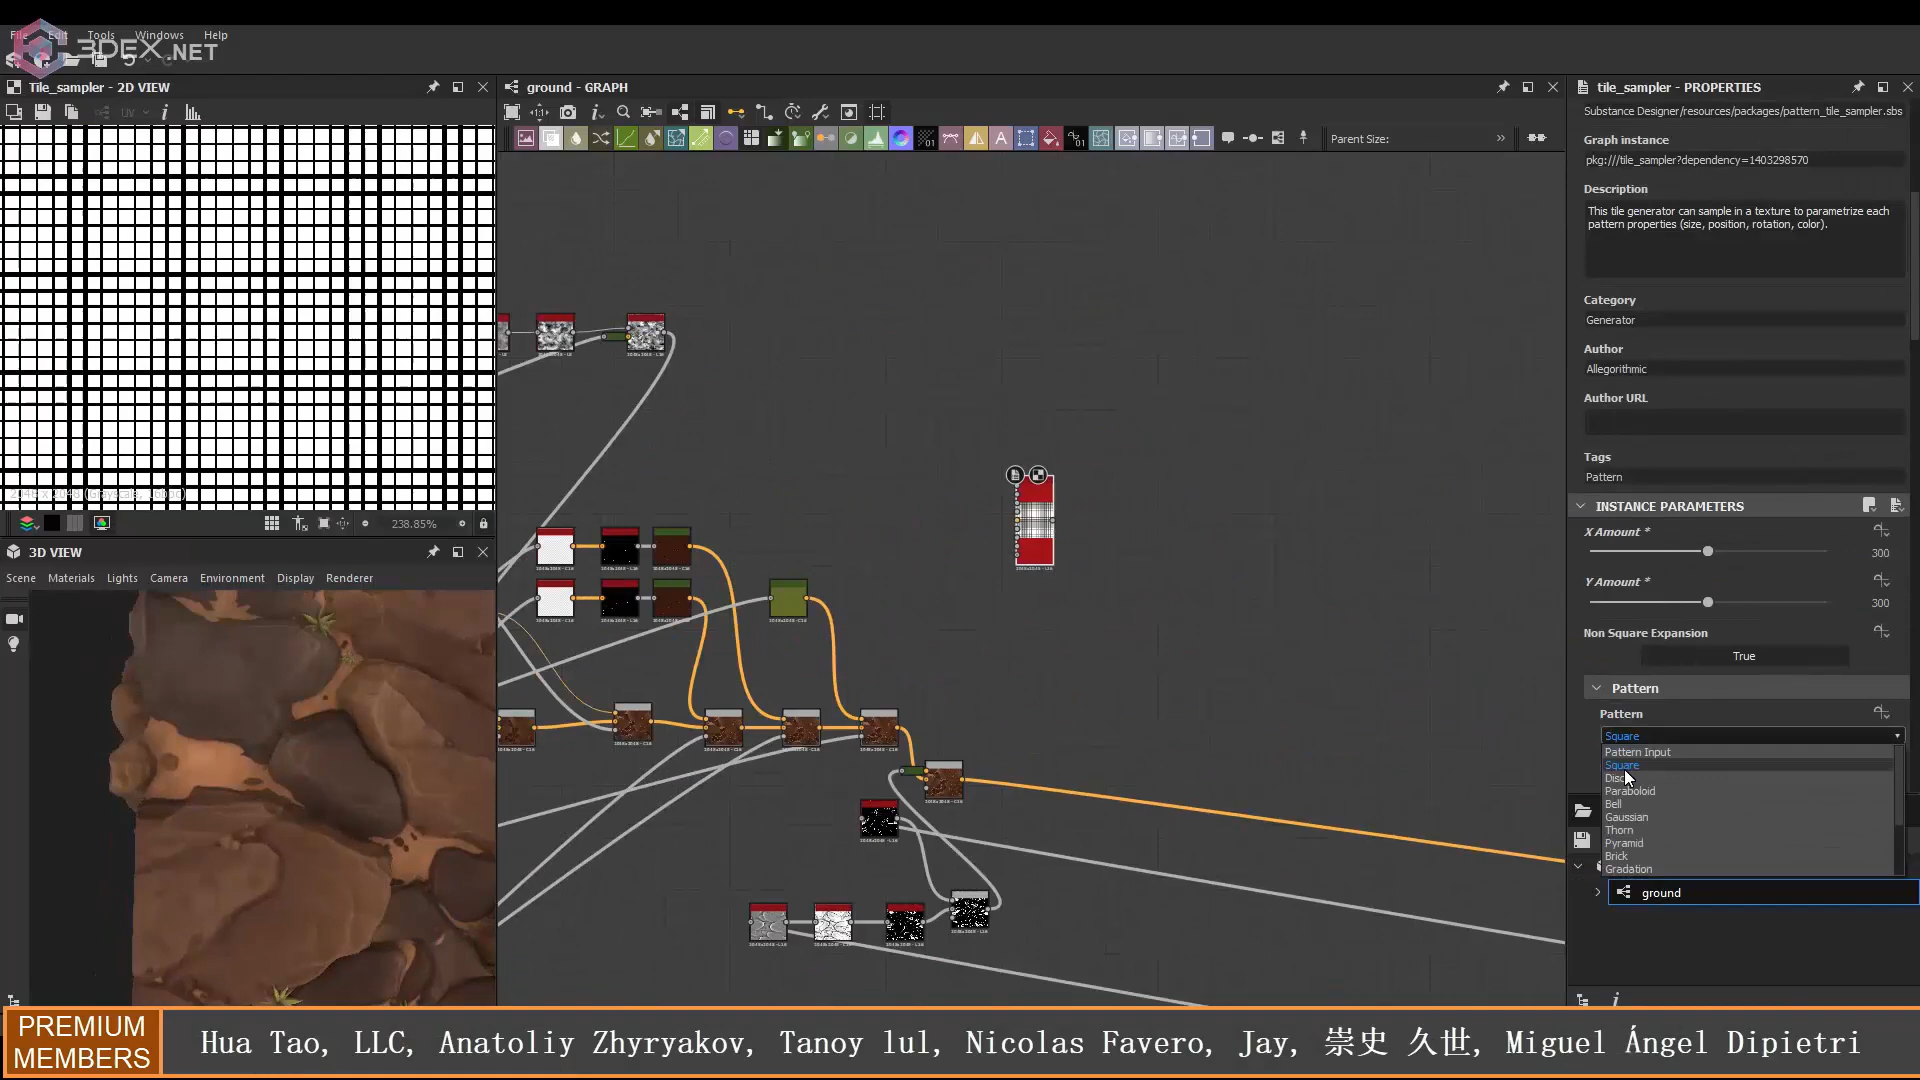 File Edit Tools Windows Help
3DEX.NET
Tile_sampler - 2D VIEW
ground - GRAPH
tile_sampler - PROPERTIES
Substance Designer/resources/packages/pattern_tile_sampler.sbs
Parent Size:
Graph instance
pkg:///tile_sampler?dependency=1403298570
Description
This tile generator can sample in a texture to parametrize each
pattern properties (size, position, rotation, color).
Category
Generator
Author
Allegorithmic
Author URL
Tags
Pattern
INSTANCE PARAMETERS
X Amount *
300
Y Amount *
300
Non Square Expansion
True
Pattern
Pattern
Square
Pattern Input
Square
Disc
Paraboloid
Bell
Gaussian
Thorn
Pyramid
Brick
Gradation
ground
2048 x 2048 (Grayscale, 16bpc)
238.85%
3D VIEW
Scene Materials Lights Camera Environment Display Renderer
PREMIUM
MEMBERS
Hua Tao, LLC, Anatoliy Zhyryakov, Tanoy lul, Nicolas Favero, Jay, 崇史 久世, Miguel Ángel Dipietri